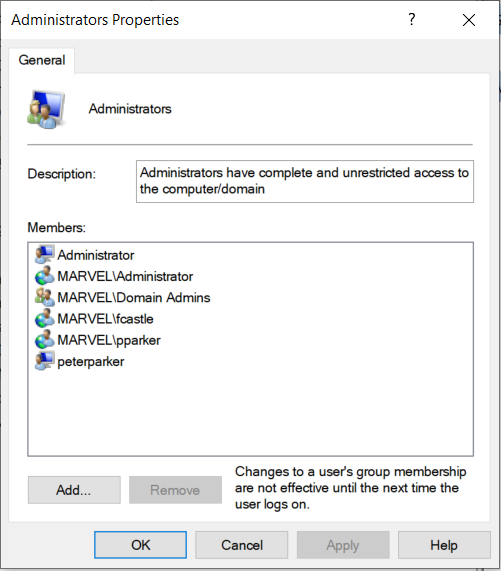 Administrators Properties
?
General
Administrators
Description:
Administrators have complete and unrestricted access to
the computer/domain
Members:
Administrator
MARVEL\Administrator
MARVEL\Domain Admins
MARVEL\fcastle
MARVEL\pparker
peterparker
Add...
Remove
Changes to a user's group membership
are not effective until the next time the
user logs on.
OK
Cancel
Apply
Help